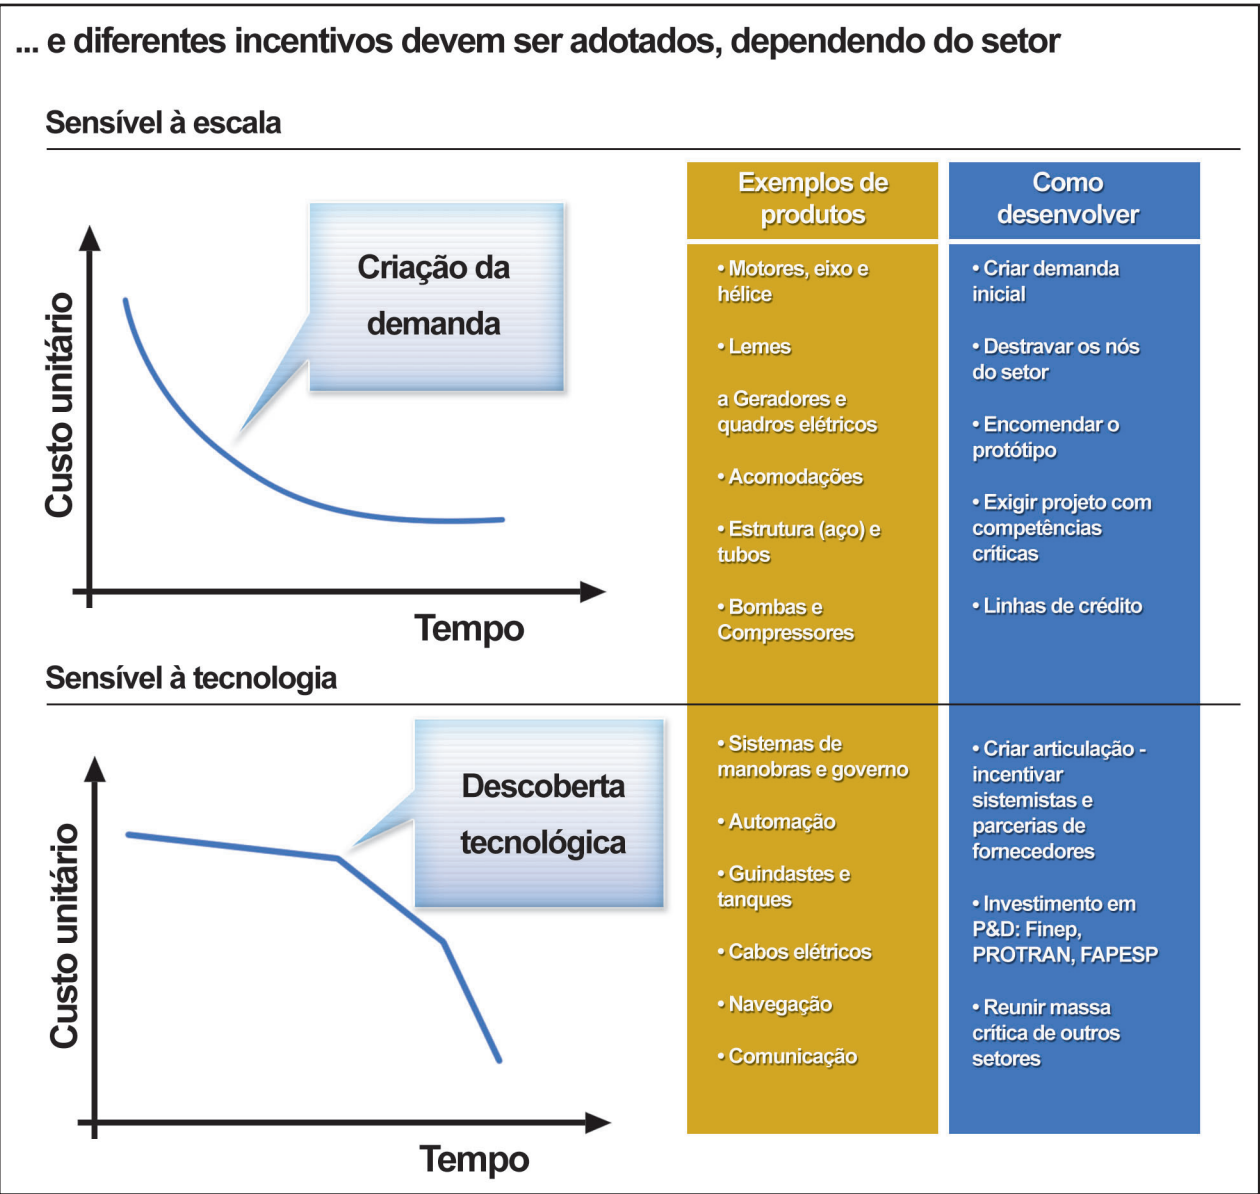 ... e diferentes incentivos devem ser adotados, dependendo do setor
Sensível à escala
Custo unitário
Criação da
demanda
Tempo
Exemplos de
produtos
• Motores, eixo e
hélice
• Lemes
a Geradores e
quadros elétricos
• Acomodações
• Estrutura (aço) e
tubos
• Bombas e
Compressores
Como
desenvolver
• Criar demanda
inicial
• Destravar os nós
do setor
• Encomendar o
protótipo
• Exigir projeto com
competências
críticas
• Linhas de crédito
Sensível à tecnologia
Custo unitário
Descoberta
tecnológica
Tempo
• Sistemas de
manobras e governo
• Automação
• Guindastes e
tanques
• Cabos elétricos
• Navegação
• Comunicação
• Criar articulação -
incentivar
sistemistas e
parcerias de
fornecedores
• Investimento em
P&D: Finep,
PROTRAN, FAPESP
• Reunir massa
crítica de outros
setores